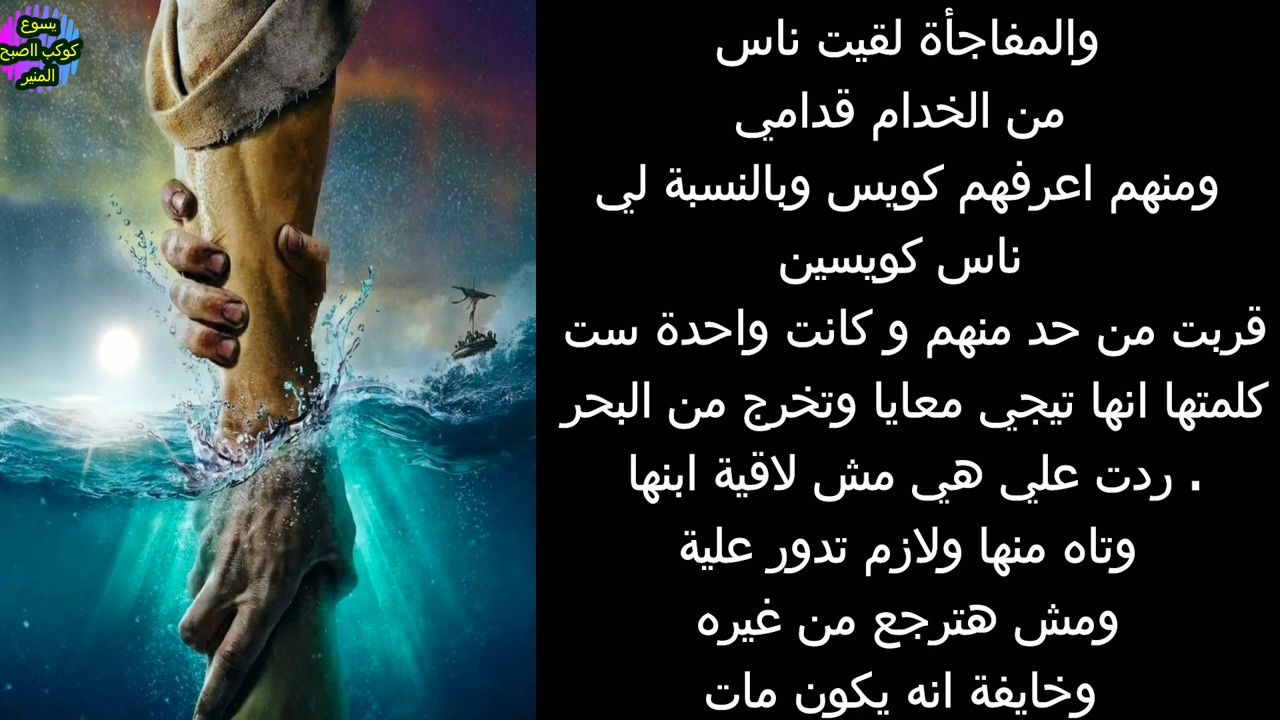 يسوع
كوكب ااصبح
المنير
والمفاجأة لقيت ناس
من الخدام قدامي
ومنهم اعرفهم كويس وبالنسبة لي
ناس كويسين
قربت من حد منهم و كانت واحدة ست
كلمتها انها تيجي معايا وتخرج من البحر
. ردت علي هي مش لاقية ابنها
وتاه منها ولازم تدور علية
ومش هترجع من غيره
وخايفة انه يكون مات